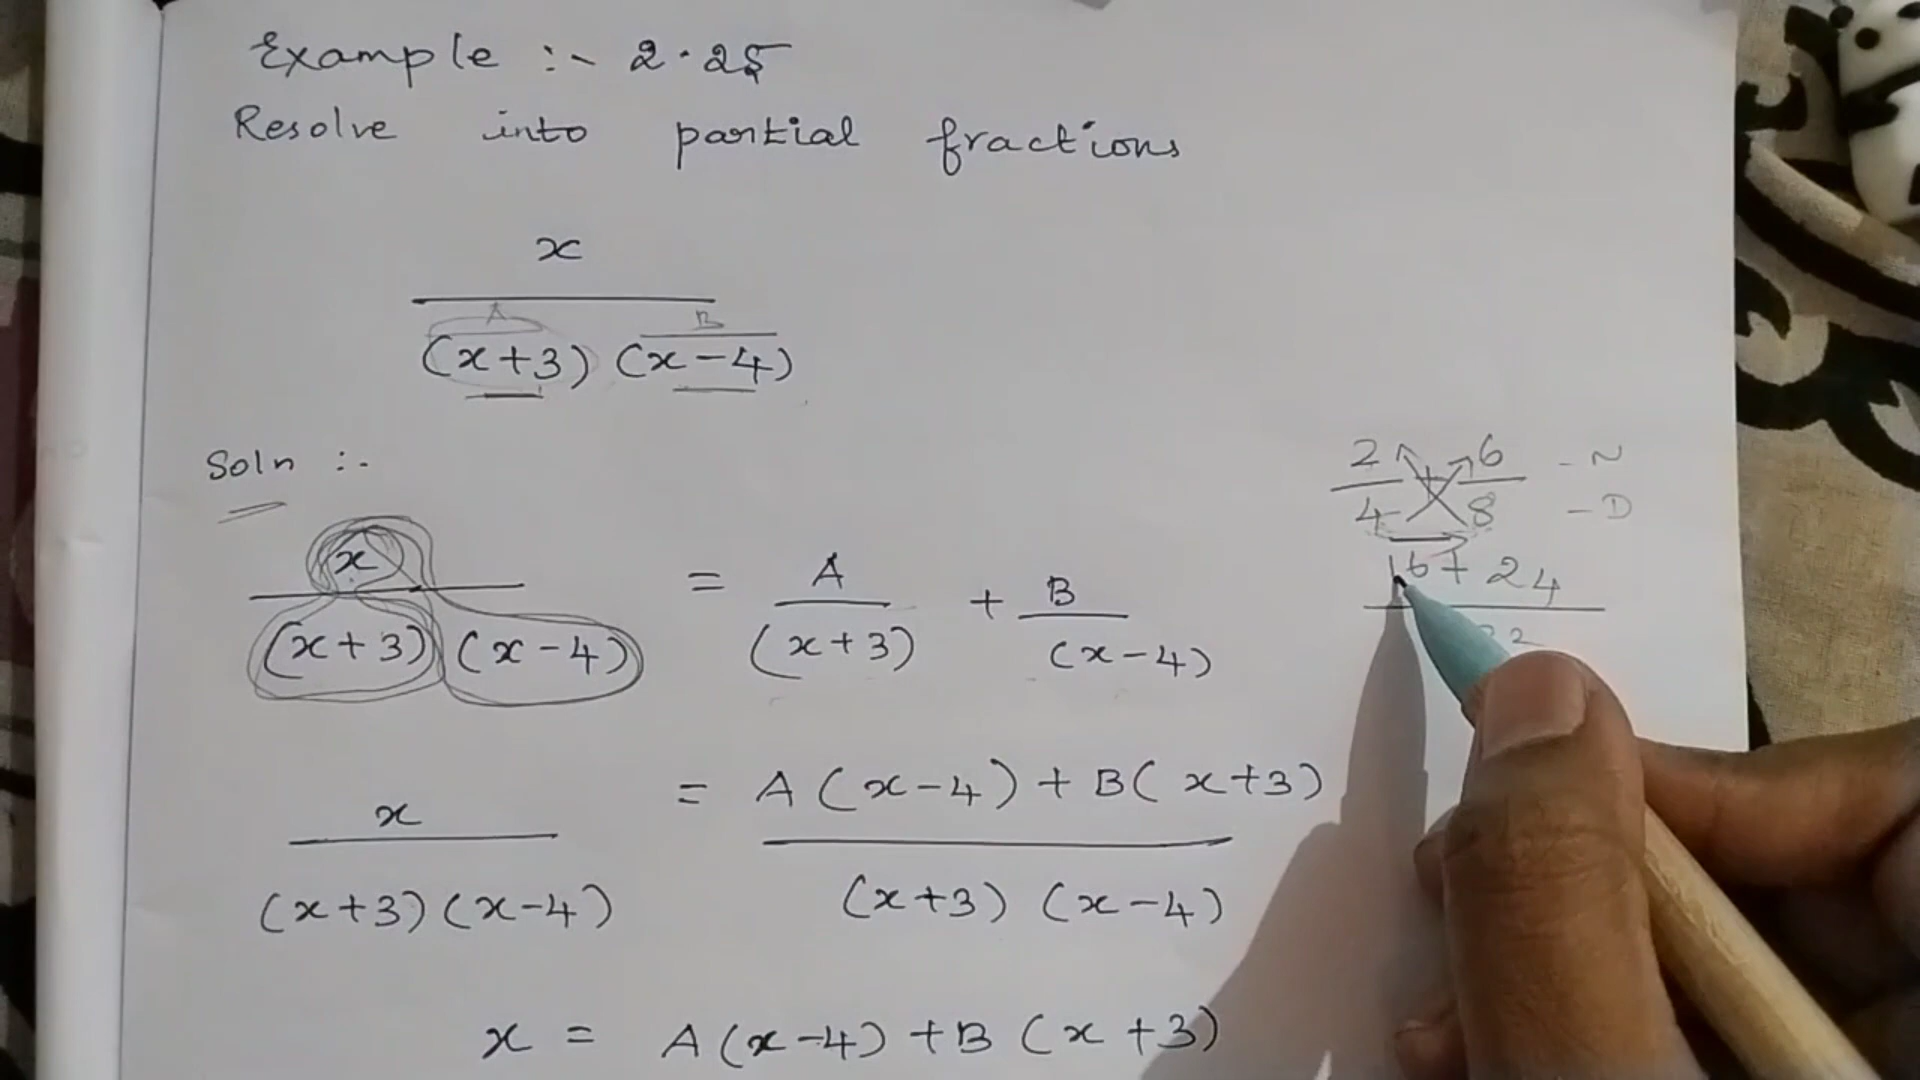 Example :- 2.25
Resolve into partial fractions
x
A B
(x+3) (x-4)
Soln :-
x = A + B
(x+3) (x-4) (x+3) (x-4)
2 + 6 - N
4 8 - D
16 + 24
32
x = A (x-4) + B( x+3)
(x+3) (x-4) (x+3) (x-4)
x = A (x-4) + B (x+3)